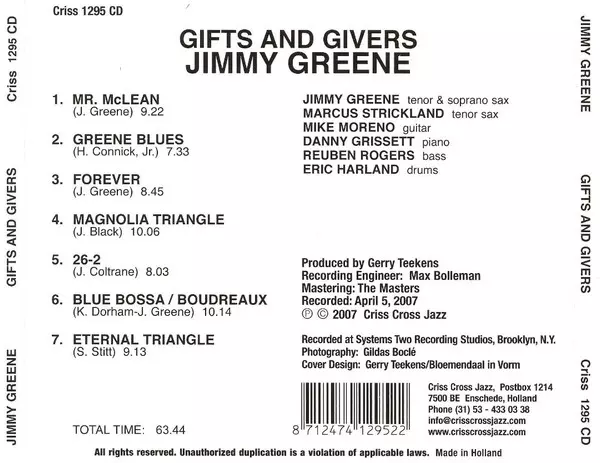 Criss 1295 CD
GIFTS AND GIVERS
JIMMY GREENE
1. MR. McLEAN
(J. Greene) 9.22
2. GREENE BLUES
(H. Connick, Jr.) 7.33
3. FOREVER
(J. Greene) 8.45
4. MAGNOLIA TRIANGLE
(J. Black) 10.06
5. 26-2
(J. Coltrane) 8.03
6. BLUE BOSSA / BOUDREAUX
(K. Dorham-J. Greene) 10.14
7. ETERNAL TRIANGLE
(S. Stitt) 9.13
TOTAL TIME: 63.44
JIMMY GREENE tenor & soprano sax
MARCUS STRICKLAND tenor sax
MIKE MORENO guitar
DANNY GRISSETT piano
REUBEN ROGERS bass
ERIC HARLAND drums
Produced by Gerry Teekens
Recording Engineer: Max Bolleman
Mastering: The Masters
Recorded: April 5, 2007
℗ © 2007 Criss Cross Jazz
Recorded at Systems Two Recording Studios, Brooklyn, N.Y.
Photography: Gildas Boclé
Cover Design: Gerry Teekens/Bloemendaal in Vorm
8 712474 129522
Criss Cross Jazz, Postbox 1214
7500 BE Enschede, Holland
Phone (31) 53 - 433 03 38
info@crisscrossjazz.com
www.crisscrossjazz.com
All rights reserved. Unauthorized duplication is a violation of applicable laws. Made in Holland
JIMMY GREENE GIFTS AND GIVERS Criss 1295 CD
JIMMY GREENE GIFTS AND GIVERS Criss 1295 CD